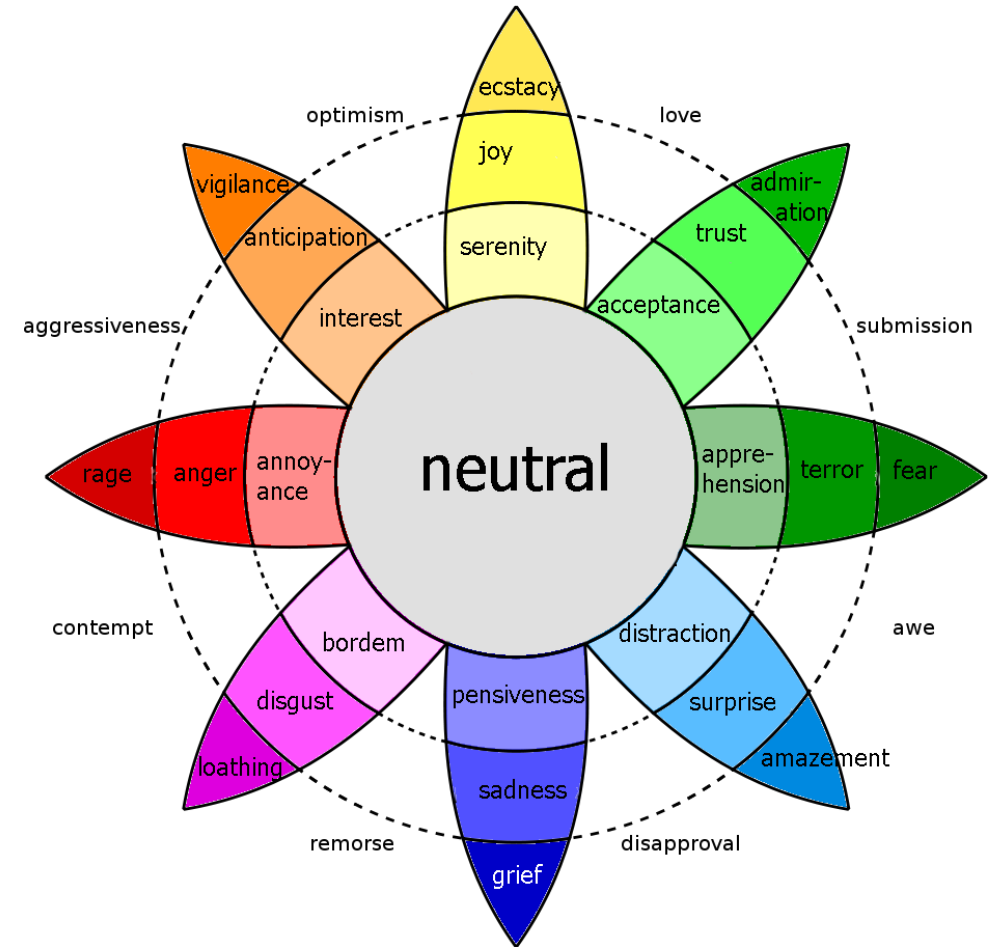 ecstacy
optimism
love
joy
admir-
ation
vigilance
anticipation
trust
serenity
interest
acceptance
aggressiveness
submission
rage
anger
annoy-
ance
neutral
appre-
hension
terror
fear
contempt
awe
bordem
distraction
disgust
pensiveness
surprise
loathing
sadness
amazement
remorse
disapproval
grief